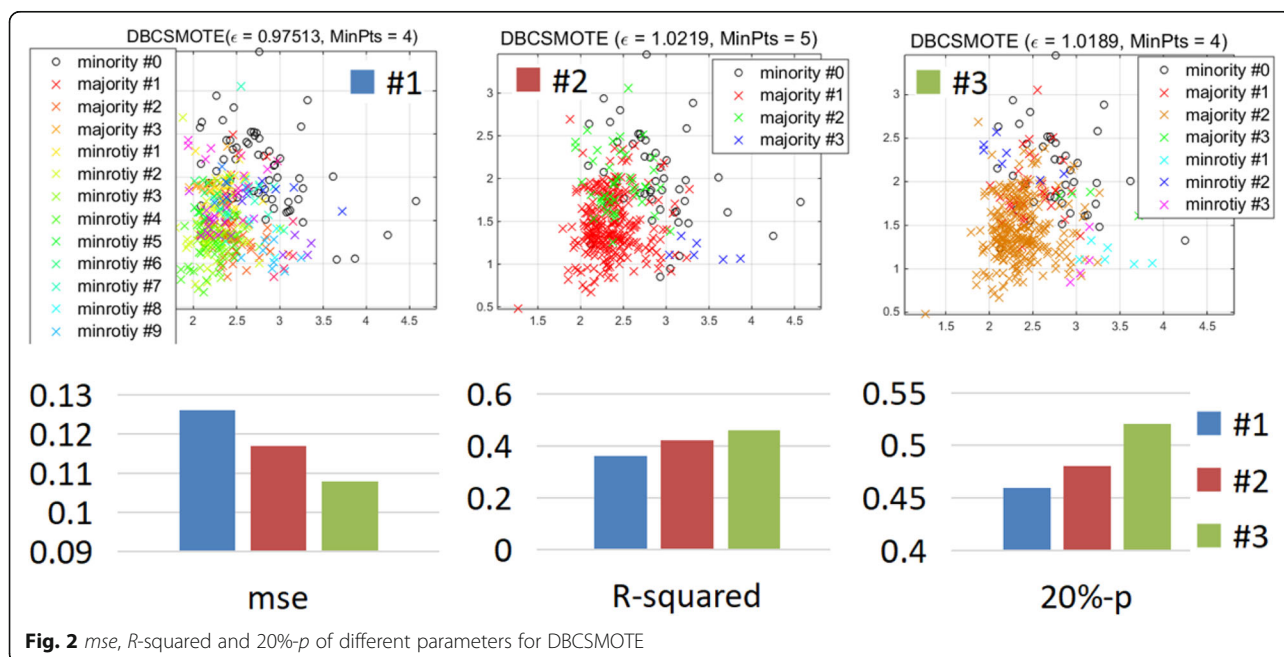 DBCSMOTE(ϵ = 0.97513, MinPts = 4)
minority #0
majority #1
majority #2
majority #3
minrotiy #1
minrotiy #2
minrotiy #3
minrotiy #4
minrotiy #5
minrotiy #6
minrotiy #7
minrotiy #8
minrotiy #9
#1
2 2.5 3 3.5 4 4.5
DBCSMOTE (ϵ = 1.0219, MinPts = 5)
#2
minority #0
majority #1
majority #2
majority #3
3
2.5
2
1.5
1
0.5
1.5 2 2.5 3 3.5 4 4.5
DBCSMOTE (ϵ = 1.0189, MinPts = 4)
#3
minority #0
majority #1
majority #2
majority #3
minrotiy #1
minrotiy #2
minrotiy #3
3
2.5
2
1.5
1
0.5
1.5 2 2.5 3 3.5 4 4.5
0.13
0.12
0.11
0.1
0.09
mse
0.6
0.4
0.2
0
R-squared
0.55
0.5
0.45
0.4
20%-p
#1
#2
#3
Fig. 2 mse, R-squared and 20%-p of different parameters for DBCSMOTE